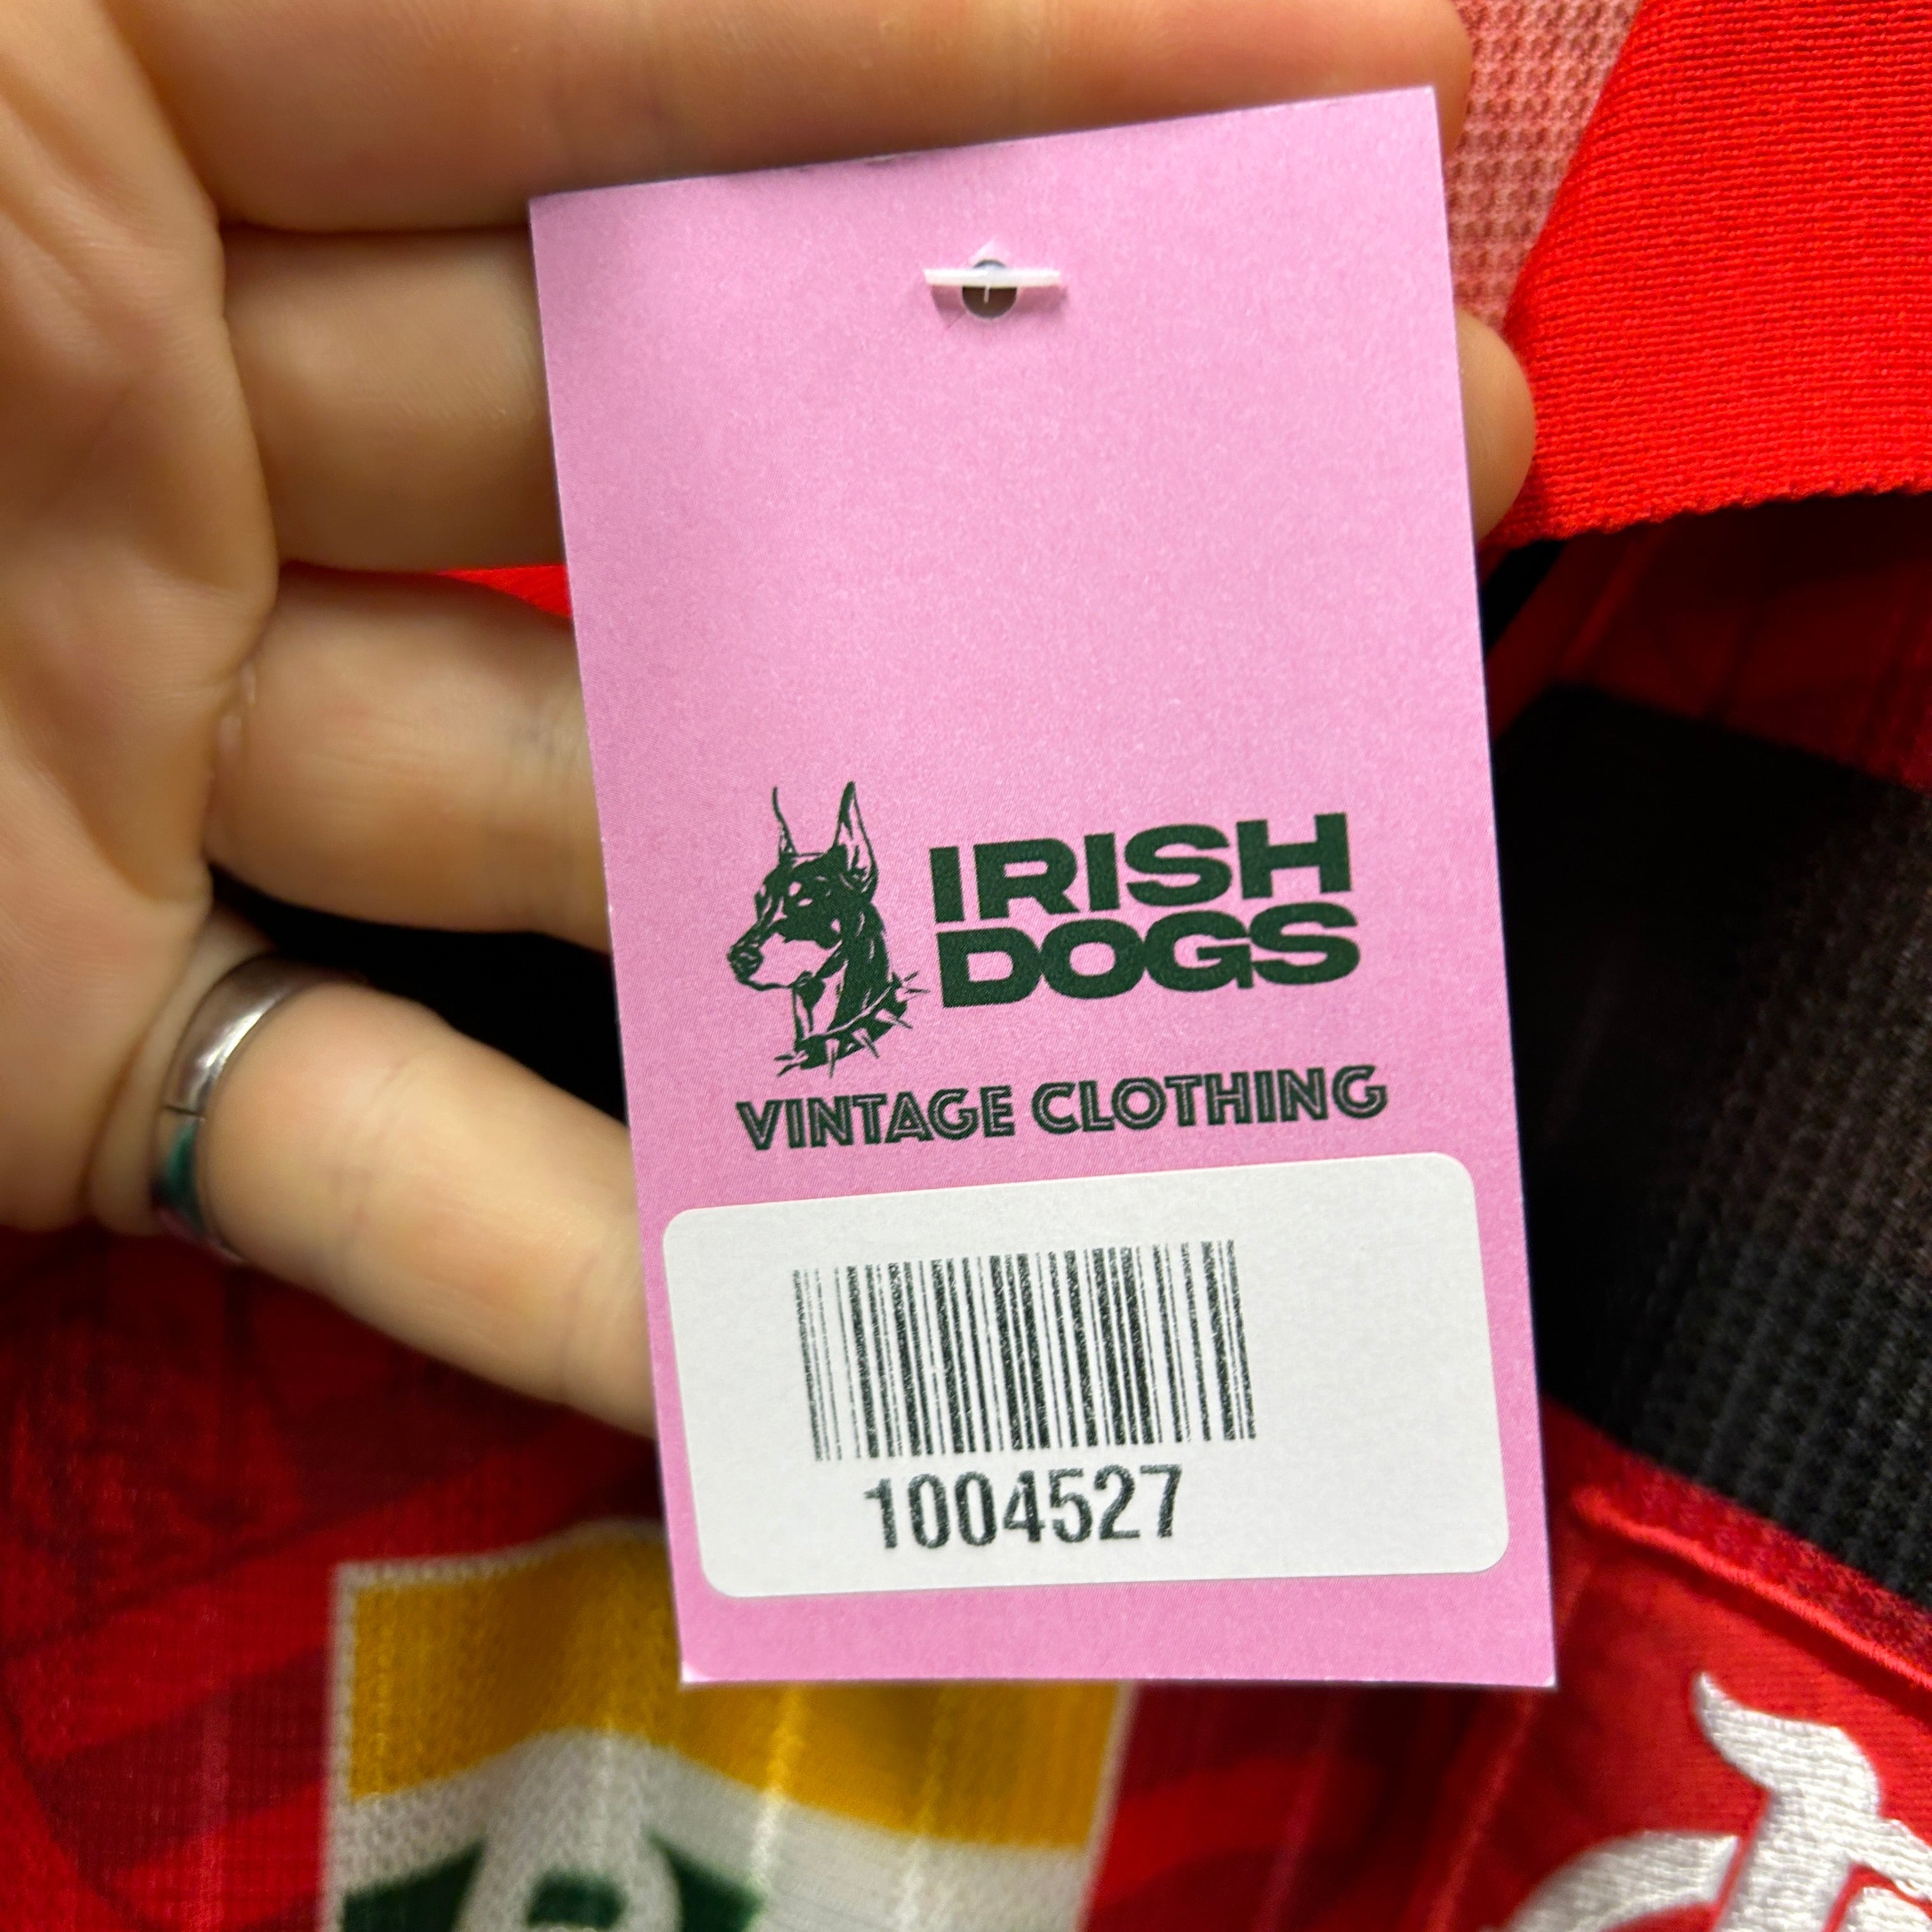 IRISH
DOGS
VINTAGE CLOTHING
1004527